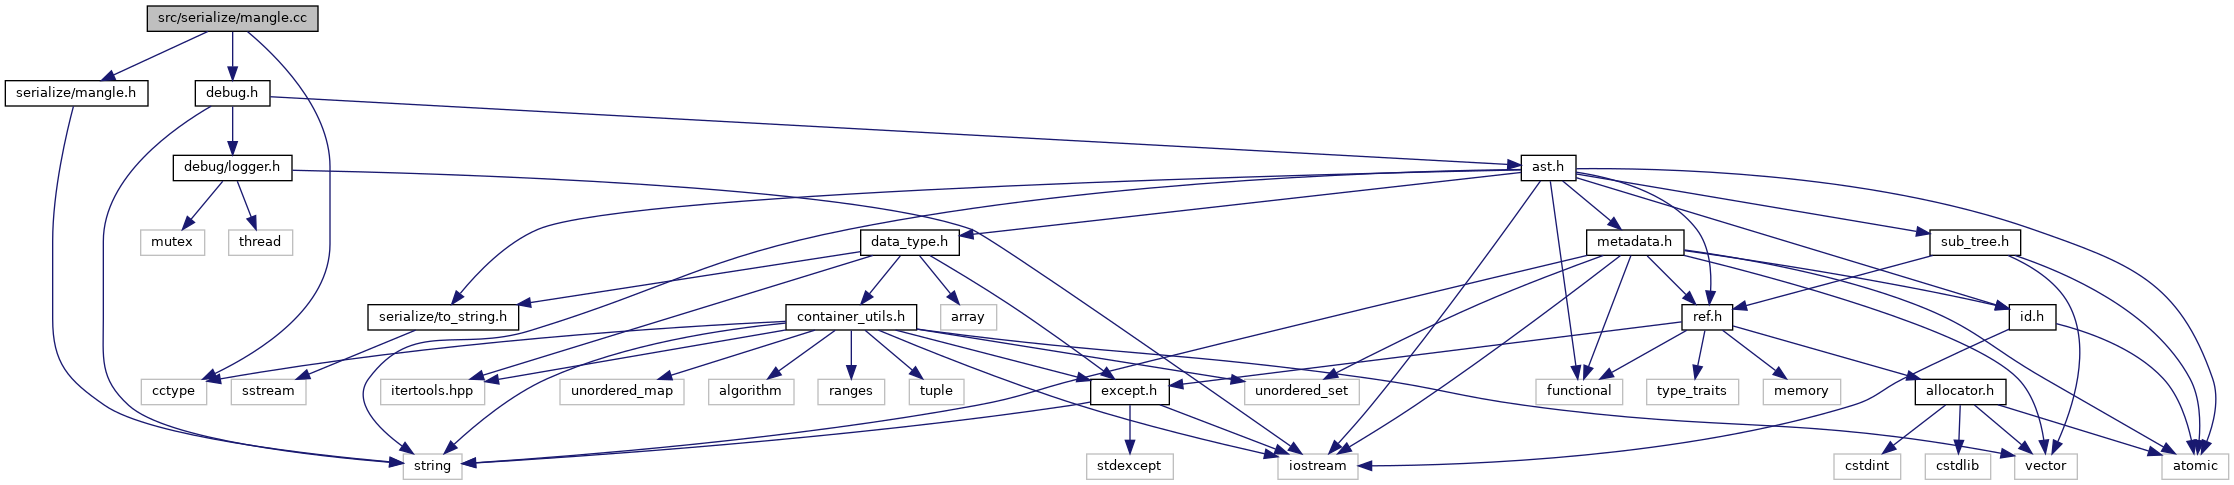 src/serialize/mangle.cc
serialize/mangle.h
debug.h
debug/logger.h
ast.h
mutex
thread
data_type.h
metadata.h
sub_tree.h
serialize/to_string.h
container_utils.h
array
ref.h
id.h
cctype
sstream
itertools.hpp
unordered_map
algorithm
ranges
tuple
except.h
unordered_set
functional
type_traits
memory
allocator.h
string
stdexcept
iostream
cstdint
cstdlib
vector
atomic